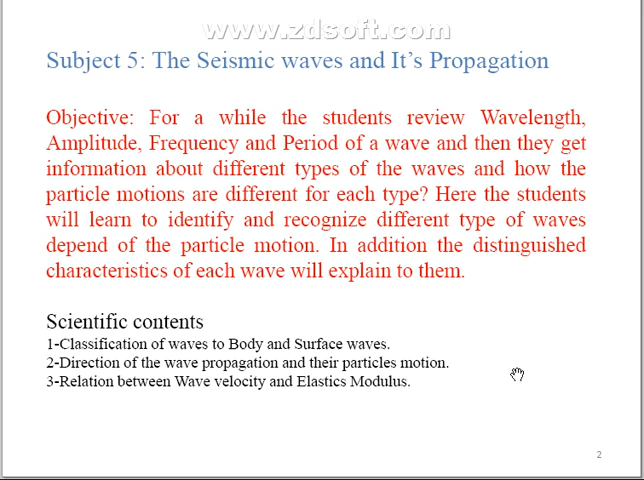 www.zdsoft.com
Subject 5: The Seismic waves and It's Propagation
Objective: For a while the students review Wavelength,
Amplitude, Frequency and Period of a wave and then they get
information about different types of the waves and how the
particle motions are different for each type? Here the students
will learn to identify and recognize different type of waves
depend of the particle motion. In addition the distinguished
characteristics of each wave will explain to them.
Scientific contents
1-Classification of waves to Body and Surface waves.
2-Direction of the wave propagation and their particles motion.
3-Relation between Wave velocity and Elastics Modulus.
2